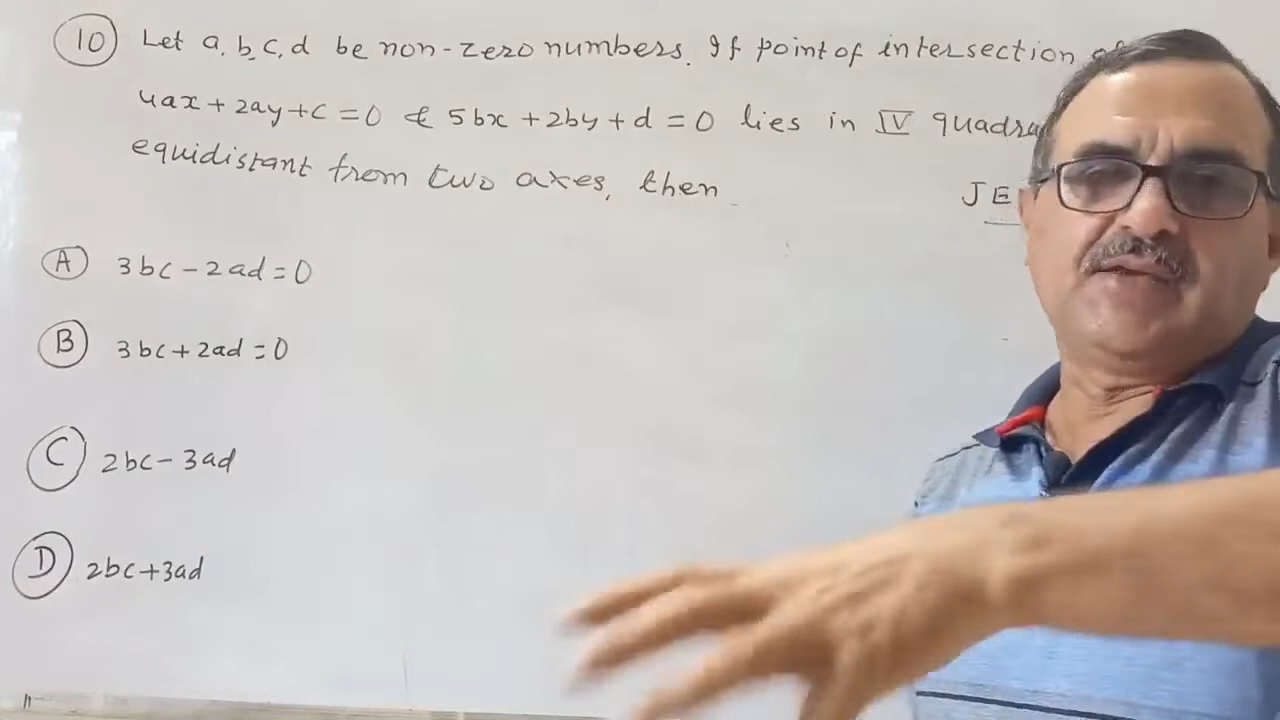 10 Let a, b, c, d be non-zero numbers. If point of intersection of
4ax + 2ay + c = 0 & 5bx + 2by + d = 0 lies in IV
equidistant from two axes, then
A 3bc - 2ad = 0
B 3bc + 2ad = 0
C 2bc - 3ad
D 2bc + 3ad